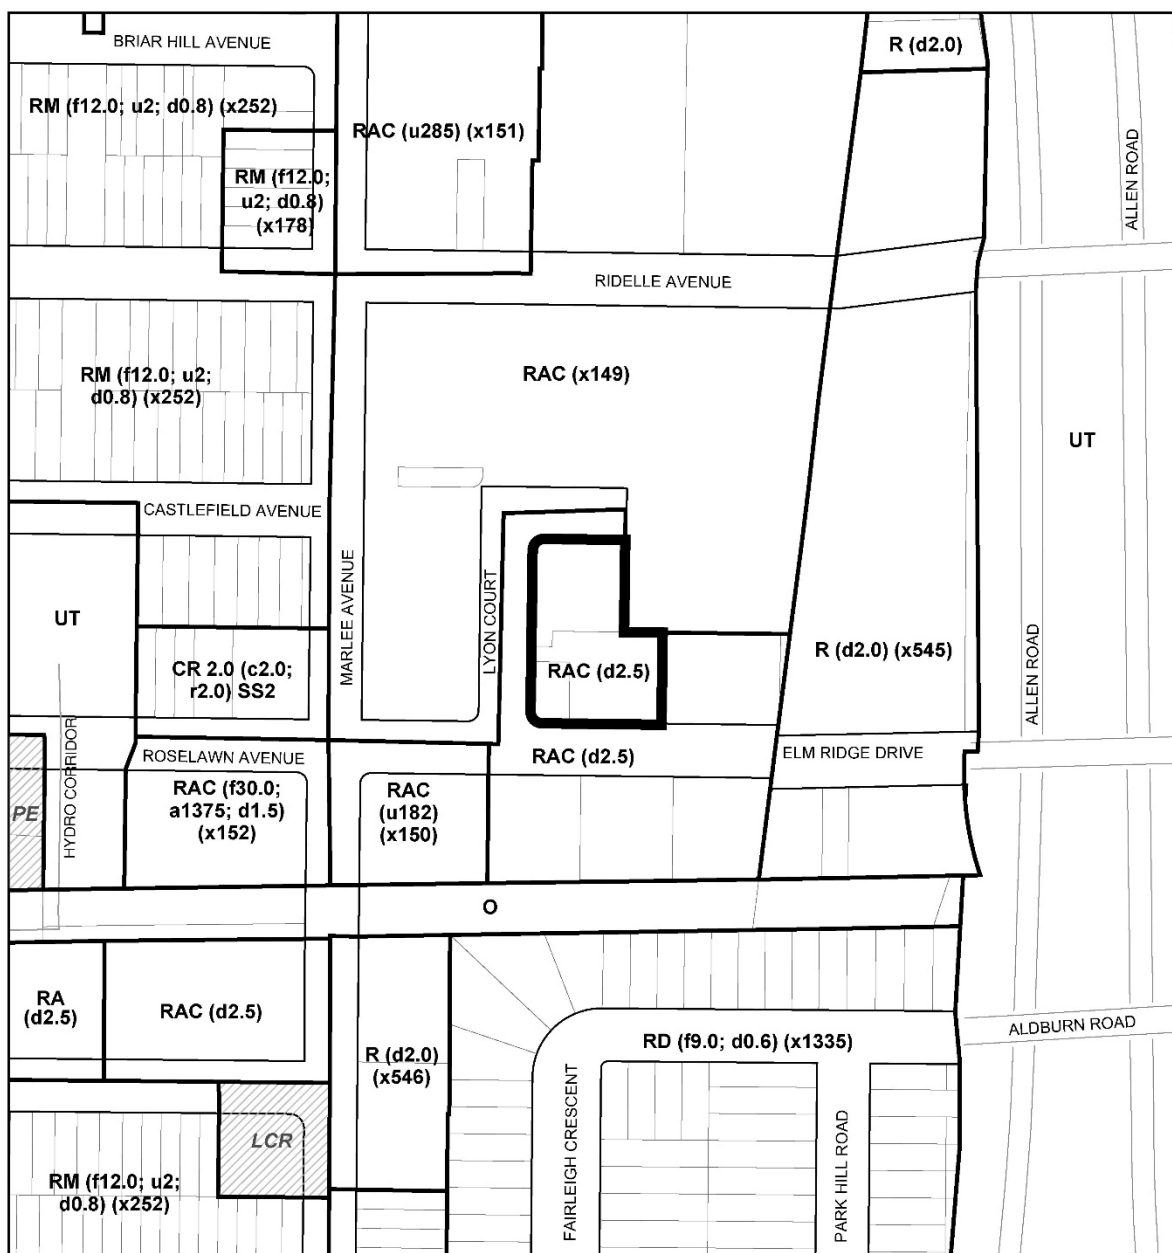 BRIAR HILL AVENUE
R (d2.0)
RM (f12.0; u2; d0.8) (x252)
RAC (u285) (x151)
RM (f12.0;
u2; d0.8)
(x178)
ALLEN ROAD
RIDELLE AVENUE
RM (f12.0; u2;
d0.8) (x252)
RAC (x149)
UT
CASTLEFIELD AVENUE
MARLEE AVENUE
LYON COURT
UT
CR 2.0 (c2.0;
r2.0) SS2
RAC (d2.5)
R (d2.0) (x545)
ALLEN ROAD
ROSELAWN AVENUE
RAC (d2.5)
ELM RIDGE DRIVE
HYDRO CORRIDOR
PE
RAC (f30.0;
a1375; d1.5)
(x152)
RAC
(u182)
(x150)
O
RA
(d2.5)
RAC (d2.5)
R (d2.0)
(x546)
RD (f9.0; d0.6) (x1335)
ALDBURN ROAD
LCR
FAIRLEIGH CRESCENT
PARK HILL ROAD
RM (f12.0; u2;
d0.8) (x252)